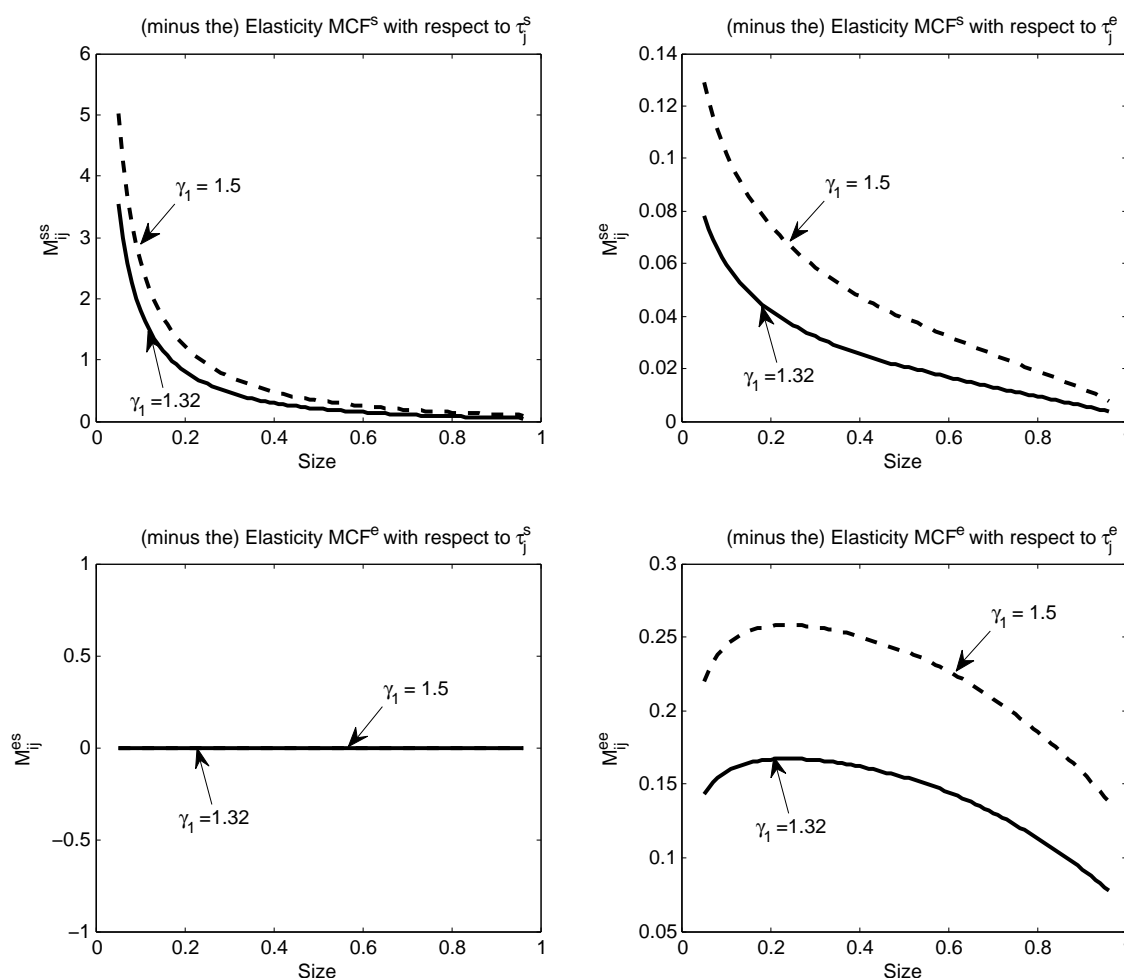 (minus the) Elasticity MCF^s with respect to τ_j^s
6
5
4
3
2
1
0
M_ij^ss
γ_1 = 1.5
γ_1 =1.32
0 0.2 0.4 0.6 0.8 1
Size
(minus the) Elasticity MCF^s with respect to τ_j^e
0.14
0.12
0.1
0.08
0.06
0.04
0.02
0
M_ij^se
γ_1 = 1.5
γ_1 =1.32
0 0.2 0.4 0.6 0.8 1
Size
(minus the) Elasticity MCF^e with respect to τ_j^s
1
0.5
0
−0.5
−1
M_ij^es
γ_1 = 1.5
γ_1 =1.32
0 0.2 0.4 0.6 0.8 1
Size
(minus the) Elasticity MCF^e with respect to τ_j^e
0.3
0.25
0.2
0.15
0.1
0.05
M_ij^ee
γ_1 = 1.5
γ_1 =1.32
0 0.2 0.4 0.6 0.8 1
Size